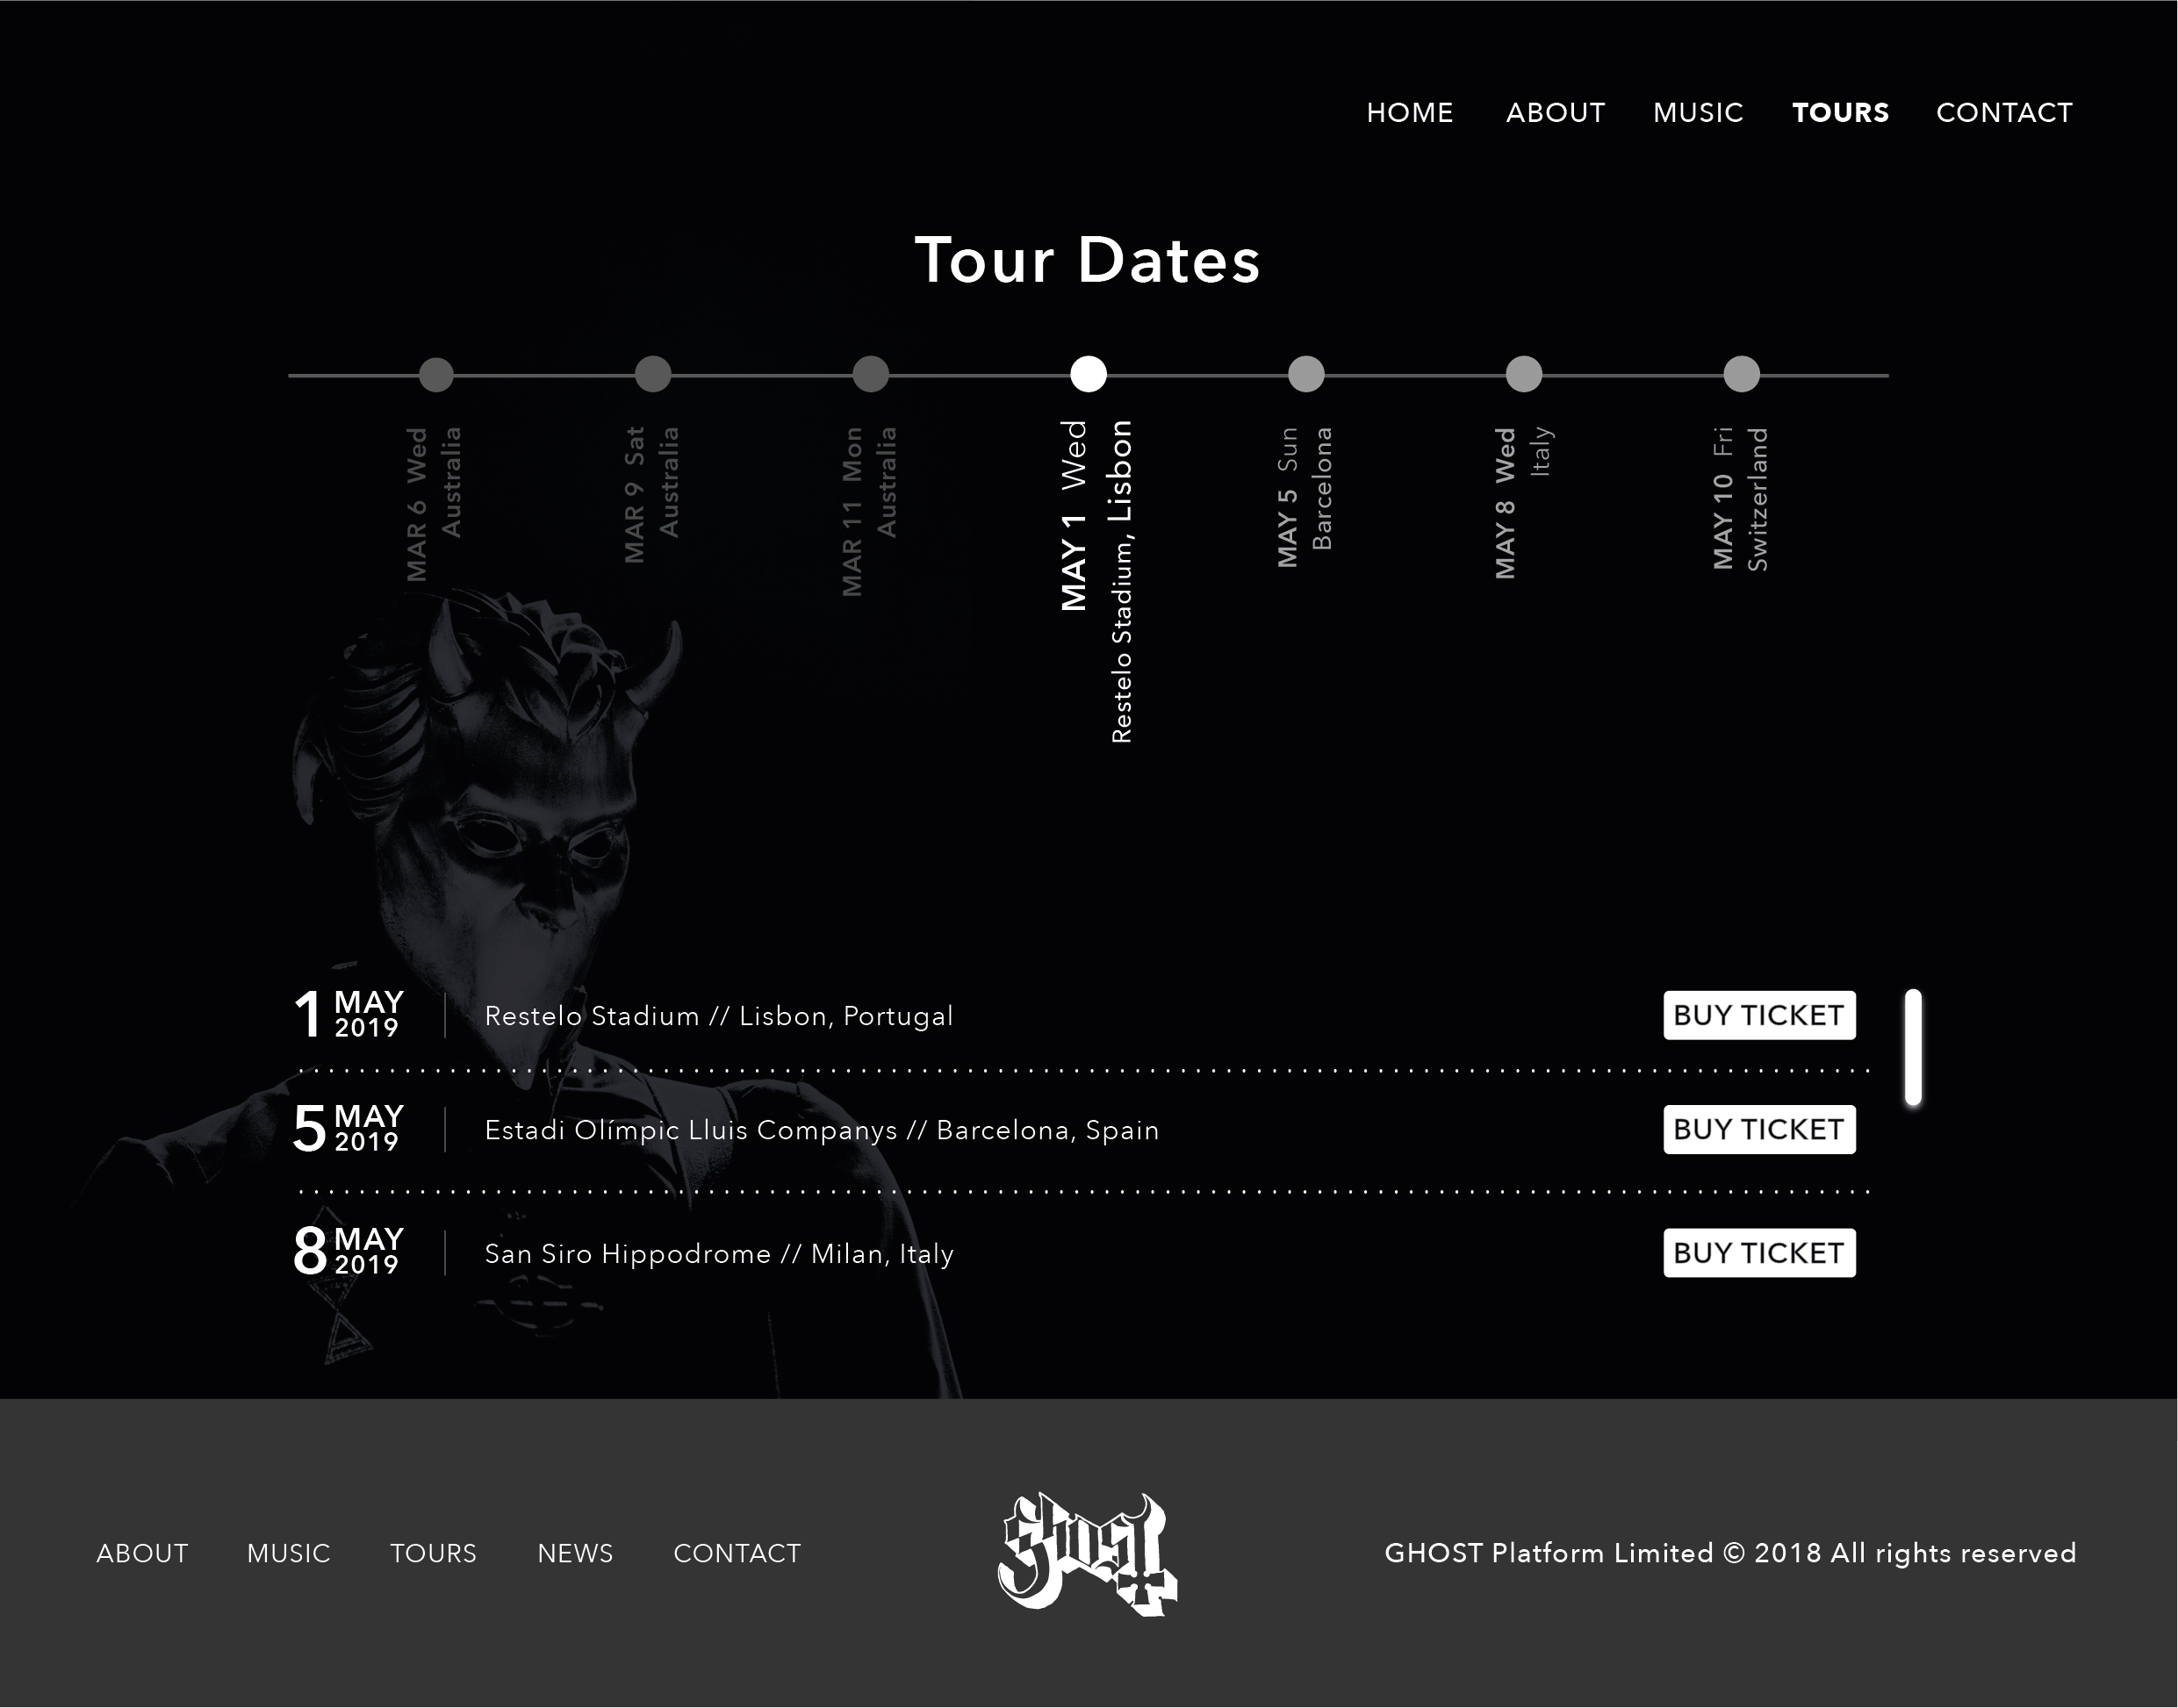 HOME ABOUT MUSIC TOURS CONTACT
Tour Dates
MAR 6 Wed
Australia
MAR 9 Sat
Australia
MAR 11 Mon
Australia
MAY 1 Wed
Restelo Stadium, Lisbon
MAY 5 Sun
Barcelona
MAY 8 Wed
Italy
MAY 10 Fri
Switzerland
1 MAY
2019
Restelo Stadium // Lisbon, Portugal
BUY TICKET
5 MAY
2019
Estadi Olímpic Lluis Companys // Barcelona, Spain
BUY TICKET
8 MAY
2019
San Siro Hippodrome // Milan, Italy
BUY TICKET
ABOUT MUSIC TOURS NEWS CONTACT
Ghost
GHOST Platform Limited © 2018 All rights reserved